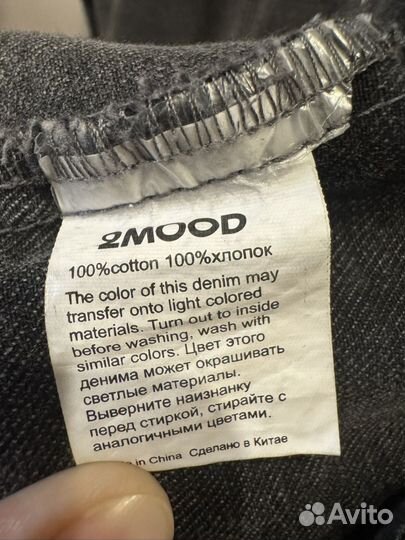 2MOOD
100%cotton 100%хлопок
The color of this denim may
transfer onto light colored
materials. Turn out to inside
before washing, wash with
similar colors. Цвет этого
денима может окрашивать
светлые материалы.
Выверните наизнанку
перед стиркой, стирайте с
аналогичными цветами.
in China Сделано в Китае
Avito